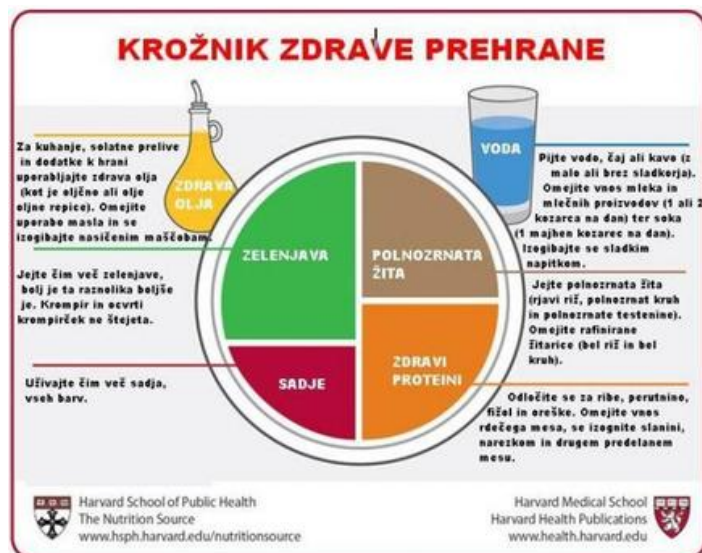 KROŽNIK ZDRAVE PREHRANE
Za kuhanje, solatne prelive
in dodatke k hrani
uporabljajte zdrava olja
(kot je oljčno ali olje
oljne repice). Omejite
uporabo masla in se
izogibajte nasičenim maščobam.
ZDRAVA
OLJA
VODA
Pijte vodo, čaj ali kavo (z
malo ali brez sladkorja).
Omejite vnos mleka in
mlečnih proizvodov (1 ali 2
kozarca na dan) ter soka
(1 majhen kozarec na dan).
Izogibajte se sladkim
napitkom.
ZELENJAVA
POLNOZRNATA
ŽITA
Jejte čim več zelenjave,
bolj je ta raznolika boljše
je. Krompir in ocvrti
krompirček ne štejeta.
Jejte polnozrnata žita
(rjavi riž, polnozrnat kruh
in polnozrnate testenine).
Omejite rafinirane
žitarice (bel riž in bel
kruh).
SADJE
ZDRAVI
PROTEINI
Uživajte čim več sadja,
vseh barv.
Odločite se za ribe, perutnino,
fižol in oreške. Omejite vnos
rdečega mesa, se izognite slanini,
narezkom in drugem predelanem
mesu.
Harvard School of Public Health
The Nutrition Source
www.hsph.harvard.edu/nutritionsource
Harvard Medical School
Harvard Health Publications
www.health.harvard.edu